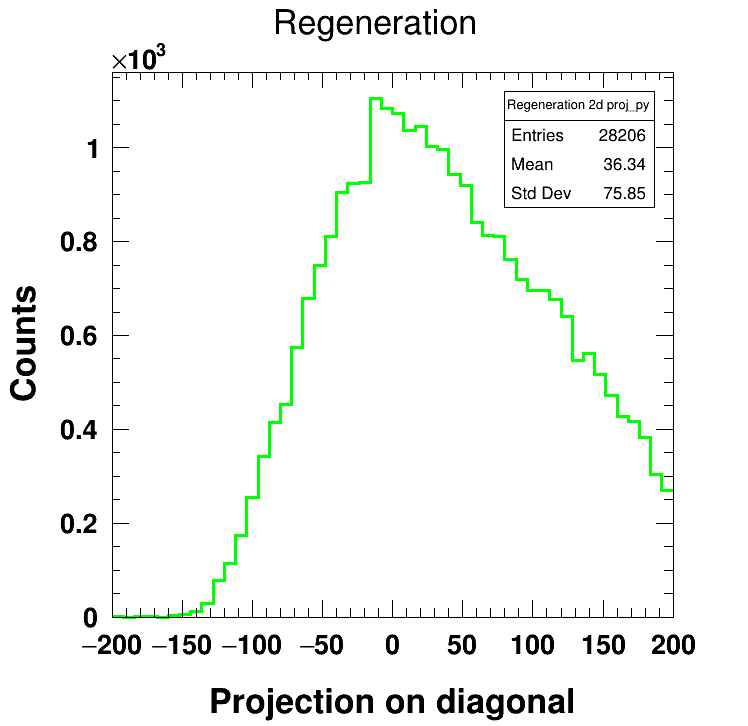 Regeneration
×10³
Regeneration 2d proj_py
Entries 28206
Mean 36.34
Std Dev 75.85
1
0.8
0.6
0.4
0.2
0
−200 −150 −100 −50 0 50 100 150 200
Counts
Projection on diagonal